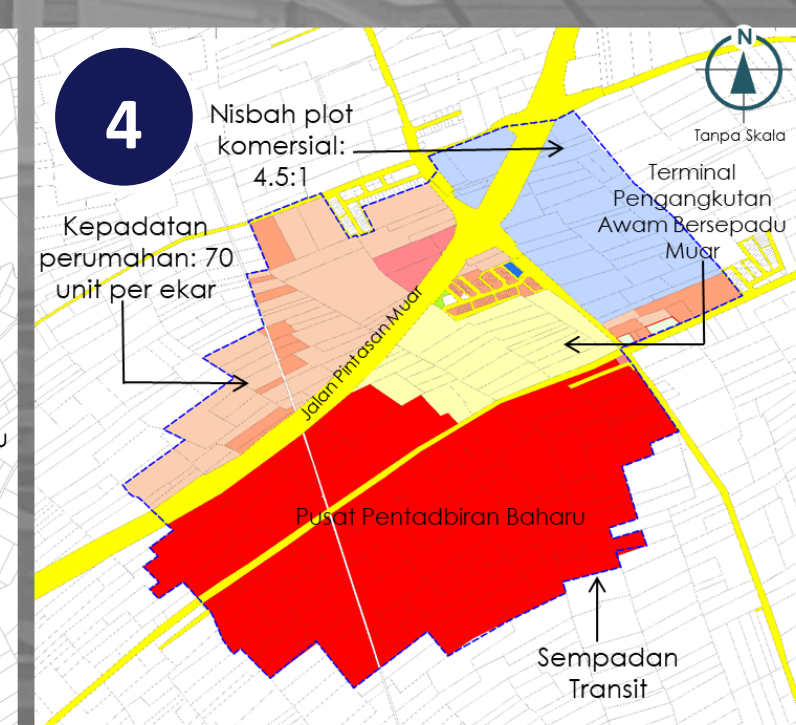 4
N
Tanpa Skala
Nisbah plot
komersial:
4.5:1
Terminal
Pengangkutan
Awam Bersepadu
Muar
Kepadatan
perumahan: 70
unit per ekar
Jalan Pintasan Muar
Pusat Pentadbiran Baharu
Sempadan
Transit